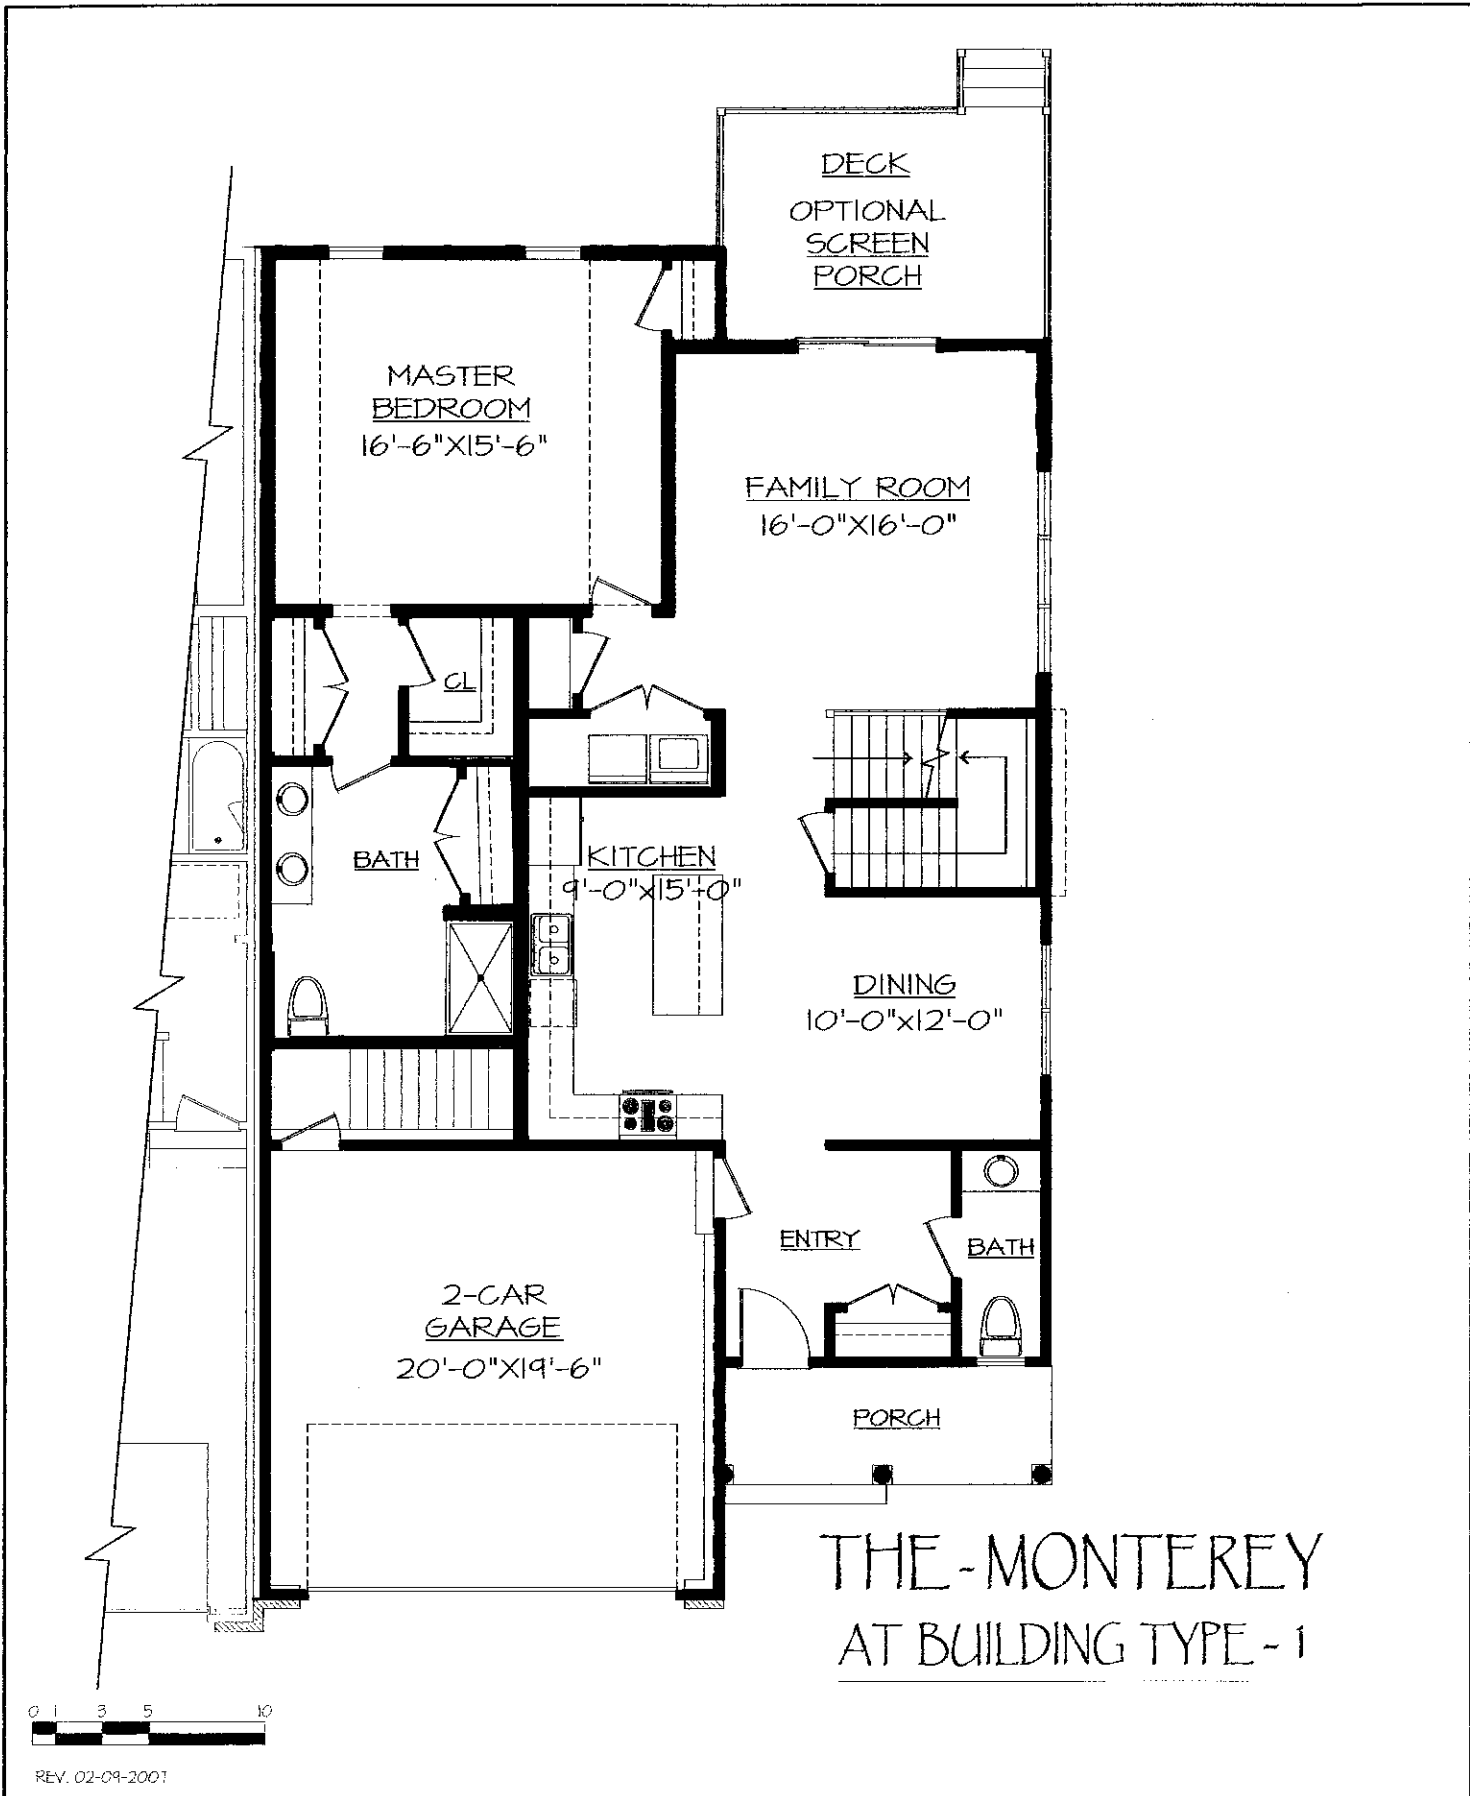 DECK
OPTIONAL
SCREEN
PORCH
MASTER
BEDROOM
16'-6"X15'-6"
FAMILY ROOM
16'-0"X16'-0"
CL
BATH
KITCHEN
9'-0"x15'-0"
DINING
10'-0"x12'-0"
ENTRY
BATH
2-CAR
GARAGE
20'-0"X19'-6"
PORCH
THE-MONTEREY
AT BUILDING TYPE-1
0 1 3 5 10
REV. 02-09-2007